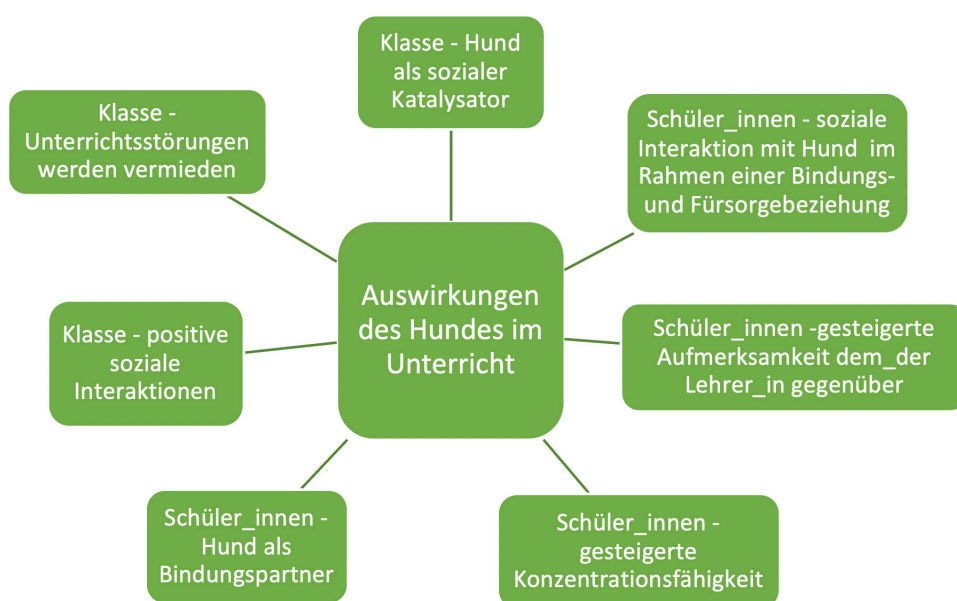 Klasse - Hund
als sozialer
Katalysator
Klasse -
Unterrichtsstörungen
werden vermieden
Schüler_innen - soziale
Interaktion mit Hund  im
Rahmen einer Bindungs-
und Fürsorgebeziehung
Auswirkungen
des Hundes im
Unterricht
Klasse - positive
soziale
Interaktionen
Schüler_innen -gesteigerte
Aufmerksamkeit dem_der
Lehrer_in gegenüber
Schüler_innen -
Hund als
Bindungspartner
Schüler_innen -
gesteigerte
Konzentrationsfähigkeit